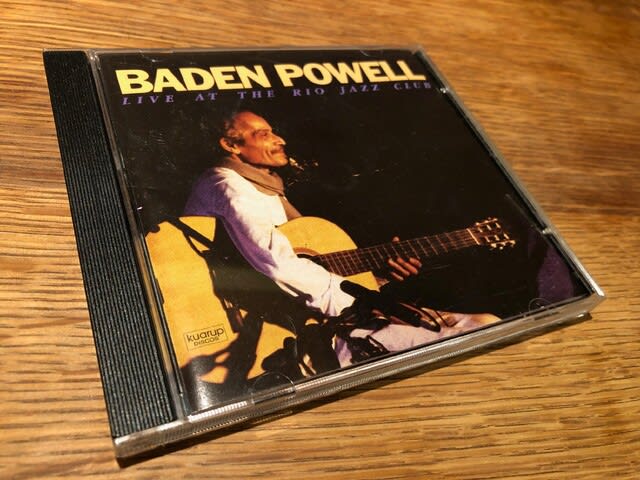 BADEN POWELL
LIVE AT THE RIO JAZZ CLUB
kuarup
DISCOS